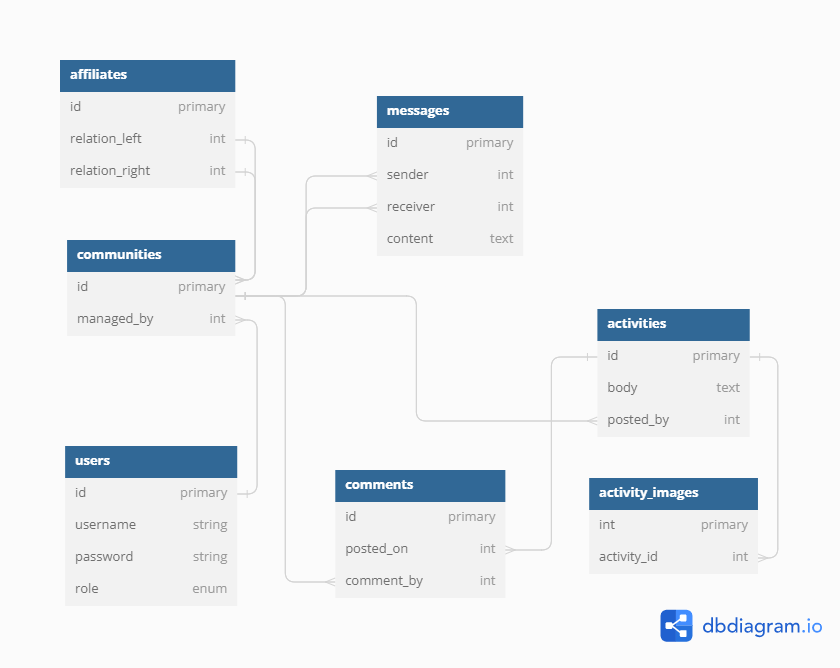 affiliates
id primary
relation_left int
relation_right int
messages
id primary
sender int
receiver int
content text
communities
id primary
managed_by int
activities
id primary
body text
posted_by int
users
id primary
username string
password string
role enum
comments
id primary
posted_on int
comment_by int
activity_images
int primary
activity_id int
dbdiagram.io